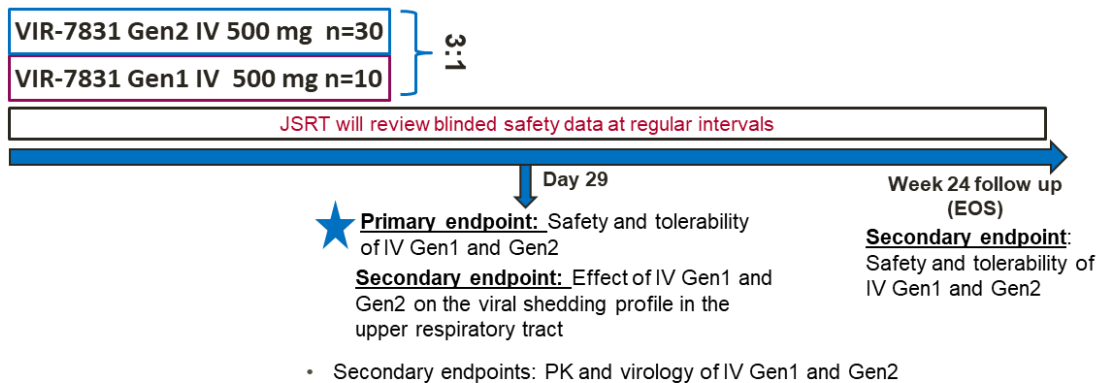 VIR-7831 Gen2 IV 500 mg  n=30
VIR-7831 Gen1 IV  500 mg n=10
3:1
JSRT will review blinded safety data at regular intervals
Day 29
Primary endpoint: Safety and tolerability
of IV Gen1 and Gen2
Secondary endpoint: Effect of IV Gen1 and
Gen2 on the viral shedding profile in the
upper respiratory tract
Week 24 follow up
(EOS)
Secondary endpoint:
Safety and tolerability of
IV Gen1 and Gen2
• Secondary endpoints: PK and virology of IV Gen1 and Gen2